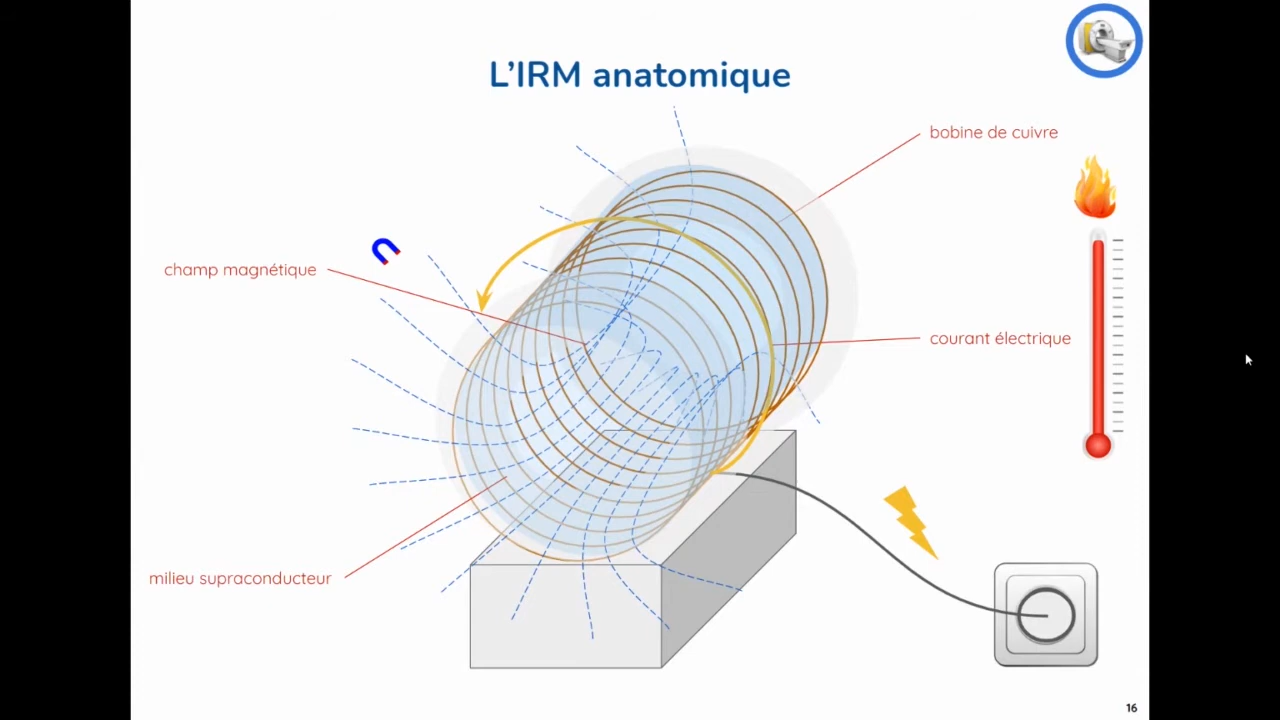 L'IRM anatomique
bobine de cuivre
champ magnétique
courant électrique
milieu supraconducteur
16